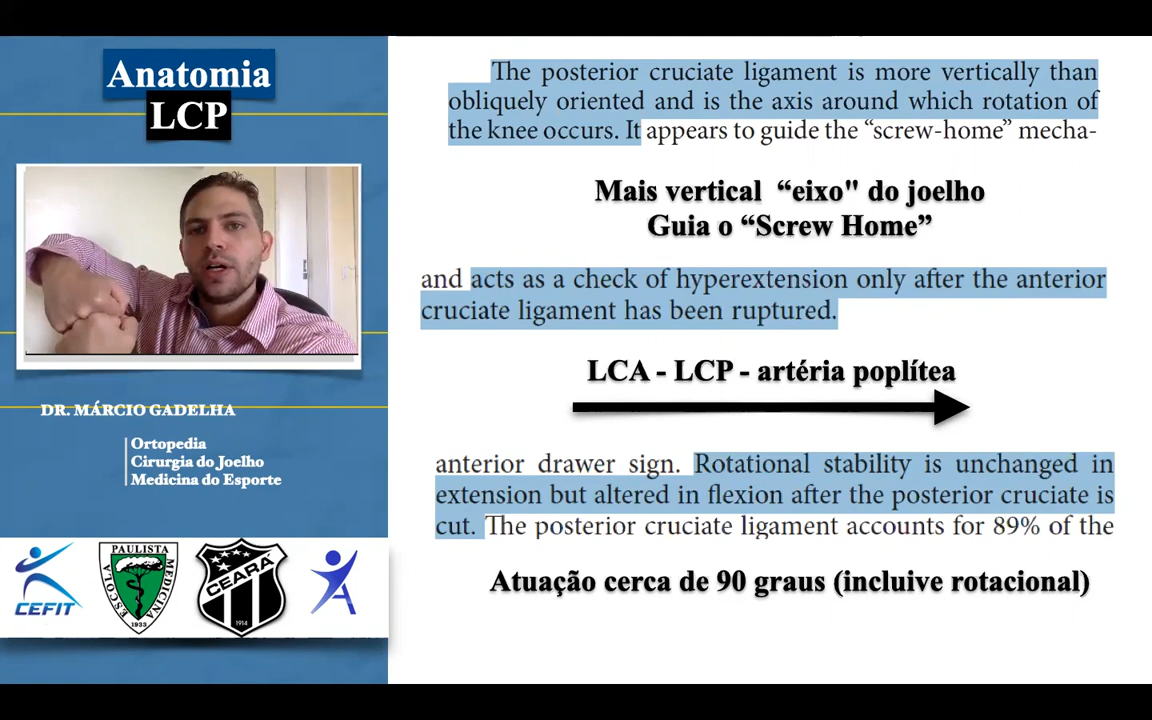 Anatomia
LCP
DR. MÁRCIO GADELHA
Ortopedia
Cirurgia do Joelho
Medicina do Esporte
CEFIT
PAULISTA
ESCOLA
MEDICINA
1933
CEARÁ
1914
A
The posterior cruciate ligament is more vertically than
obliquely oriented and is the axis around which rotation of
the knee occurs. It appears to guide the “screw-home” mecha-
Mais vertical “eixo" do joelho
Guia o “Screw Home”
and acts as a check of hyperextension only after the anterior
cruciate ligament has been ruptured.
LCA - LCP - artéria poplítea
anterior drawer sign. Rotational stability is unchanged in
extension but altered in flexion after the posterior cruciate is
cut. The posterior cruciate ligament accounts for 89% of the
Atuação cerca de 90 graus (incluive rotacional)